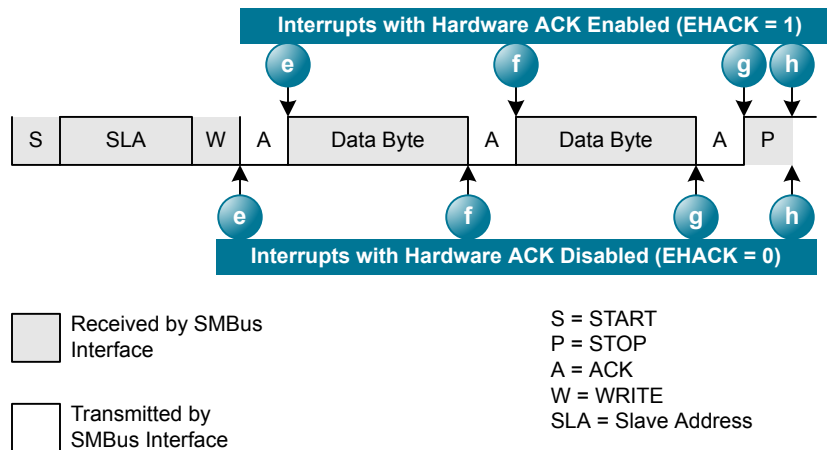 Interrupts with Hardware ACK Enabled (EHACK = 1)
e f g h
S SLA W A Data Byte A Data Byte A P
e f g h
Interrupts with Hardware ACK Disabled (EHACK = 0)
Received by SMBus
Interface
Transmitted by
SMBus Interface
S = START
P = STOP
A = ACK
W = WRITE
SLA = Slave Address